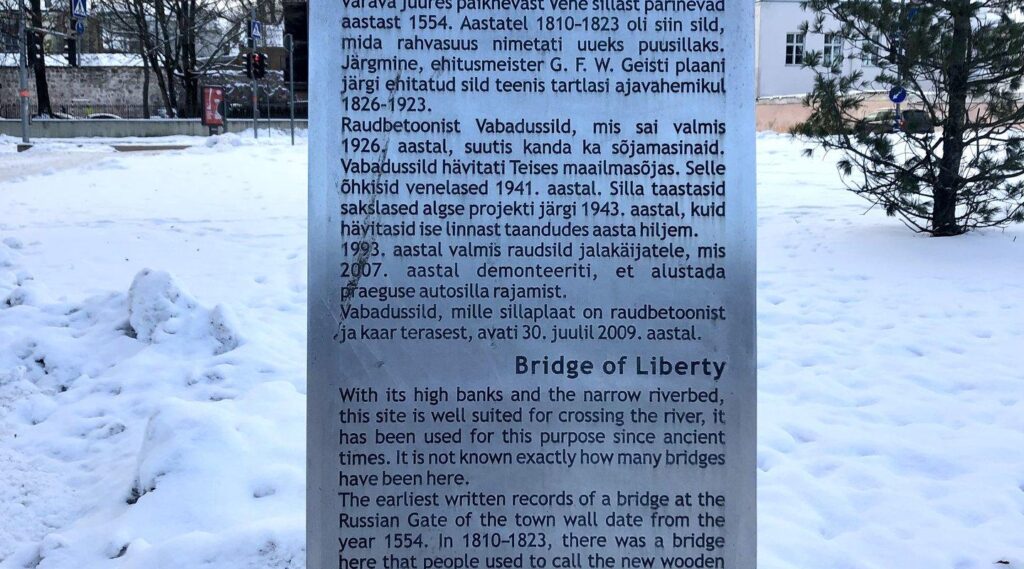 värava juures paiknevast Vene sillast pärinevad
aastast 1554. Aastatel 1810-1823 oli siin sild,
mida rahvasuus nimetati uueks puusillaks.
Järgmine, ehitusmeister G. F. W. Geisti plaani
järgi ehitatud sild teenis tartlasi ajavahemikul
1826-1923.
Raudbetoonist Vabadussild, mis sai valmis
1926. aastal, suutis kanda ka sõjamasinaid.
Vabadussild hävitati Teises maailmasõjas. Selle
õhkisid venelased 1941. aastal. Silla taastasid
sakslased algse projekti järgi 1943. aastal, kuid
hävitasid ise linnast taandudes aasta hiljem.
1993. aastal valmis raudsild jalakäijatele, mis
2007. aastal demonteeriti, et alustada
praeguse autosilla rajamist.
Vabadussild, mille sillaplaat on raudbetoonist
ja kaar terasest, avati 30. juulil 2009. aastal.
Bridge of Liberty
With its high banks and the narrow riverbed,
this site is well suited for crossing the river, it
has been used for this purpose since ancient
times. It is not known exactly how many bridges
have been here.
The earliest written records of a bridge at the
Russian Gate of the town wall date from the
year 1554. In 1810-1823, there was a bridge
here that people used to call the new wooden